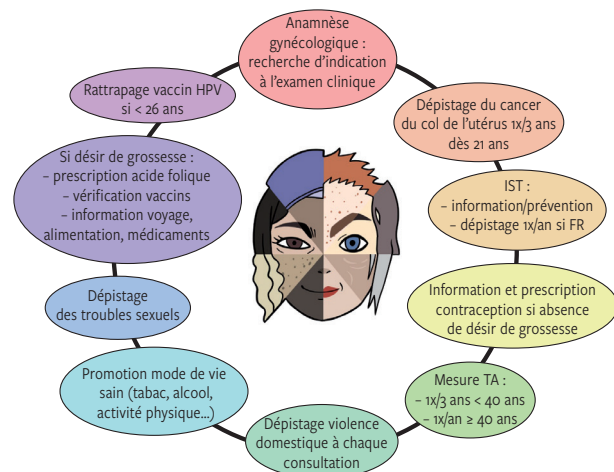 Anamnèse
gynécologique :
recherche d'indication
à l'examen clinique
Dépistage du cancer
du col de l'utérus 1x/3 ans
dès 21 ans
IST :
– information/prévention
– dépistage 1x/an si FR
Information et prescription
contraception si absence
de désir de grossesse
Mesure TA :
– 1x/3 ans < 40 ans
– 1x/an ≥ 40 ans
Dépistage violence
domestique à chaque
consultation
Promotion mode de vie
sain (tabac, alcool,
activité physique...)
Dépistage
des troubles sexuels
Si désir de grossesse :
– prescription acide folique
– vérification vaccins
– information voyage,
alimentation, médicaments
Rattrapage vaccin HPV
si < 26 ans